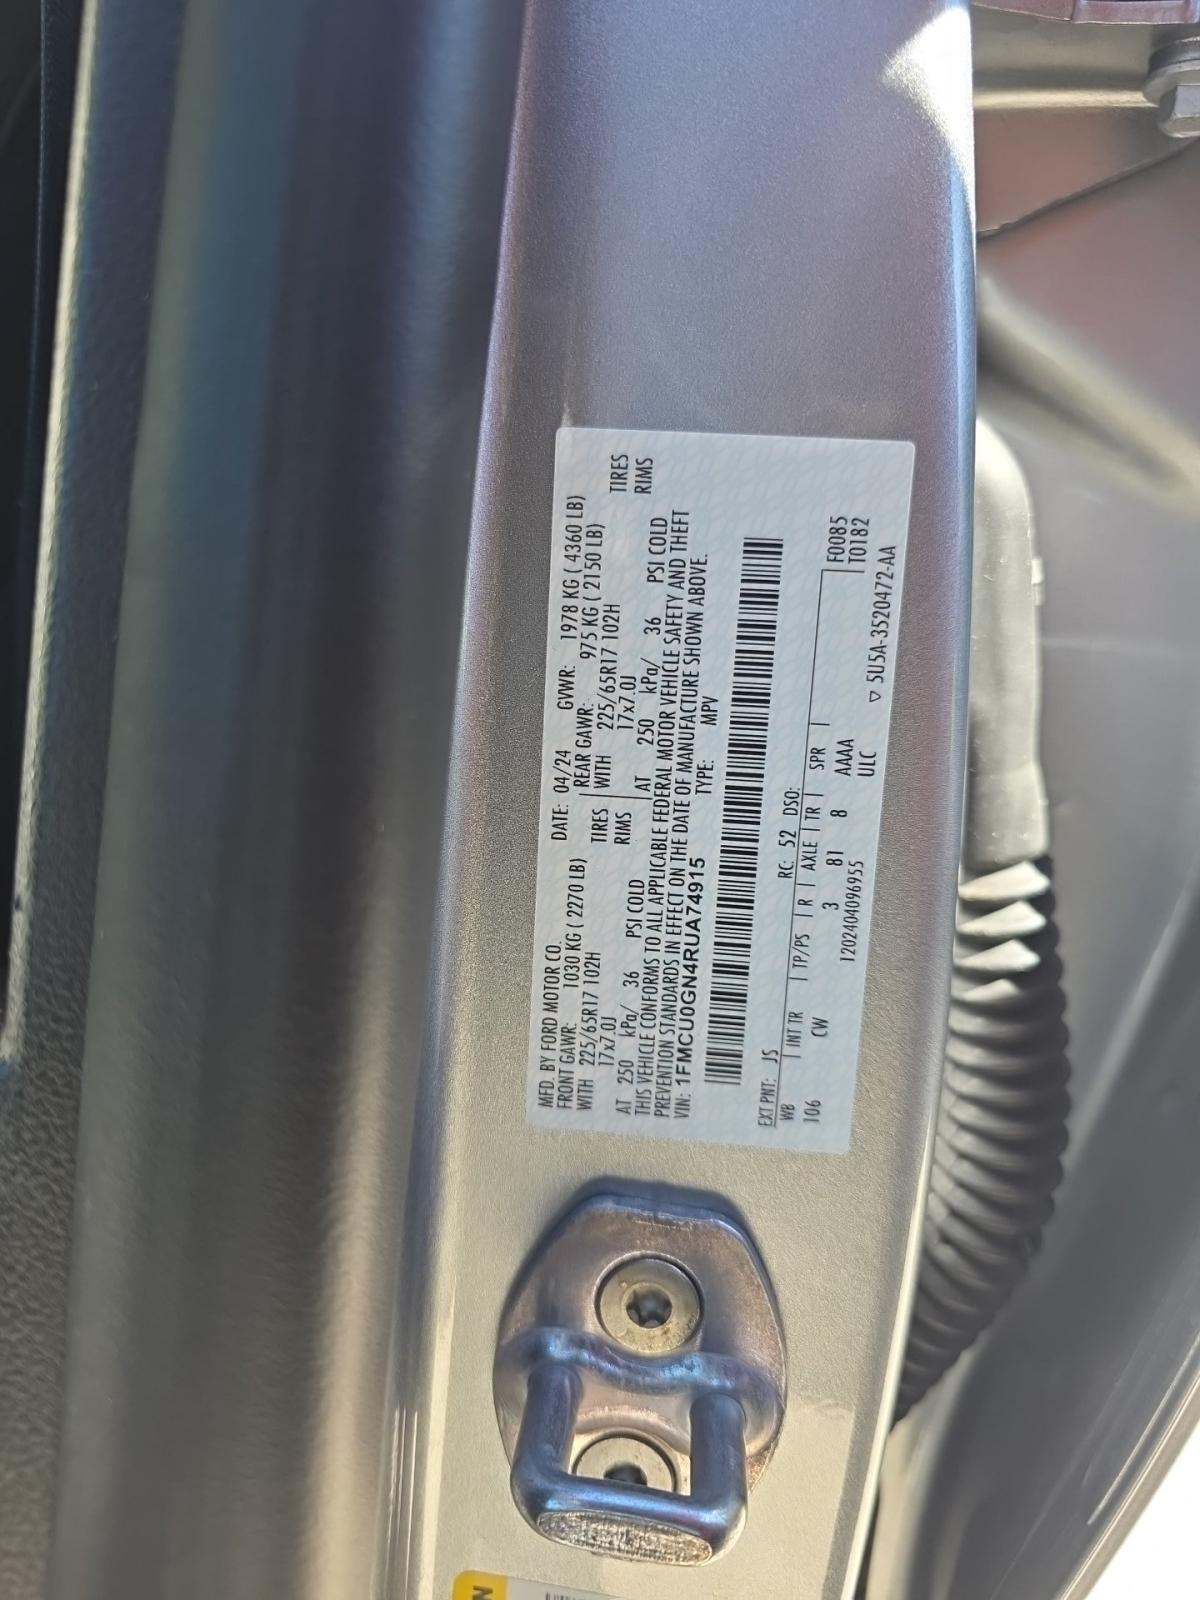 MFD. BY FORD MOTOR CO. DATE: 04/24 GVWR: 1978 KG ( 4360 LB)
FRONT GAWR: 1030 KG ( 2270 LB) REAR GAWR: 975 KG ( 2150 LB)
WITH 225/65R17 102H TIRES WITH 225/65R17 102H TIRES
17x7.0J RIMS 17x7.0J RIMS
AT 250 kPa/ 36 PSI COLD AT 250 kPa/ 36 PSI COLD
THIS VEHICLE CONFORMS TO ALL APPLICABLE FEDERAL MOTOR VEHICLE SAFETY AND THEFT
PREVENTION STANDARDS IN EFFECT ON THE DATE OF MANUFACTURE SHOWN ABOVE.
VIN: 1FMCU0GN4RUA74915 TYPE: MPV
EXT PNT: JS RC: 52 DSO:
WB INT TR TP/PS R AXLE TR SPR F0085
106 CW 3 81 8 AAAA T0182
1202404096955 ULC
▽ 5U5A-3520472-AA